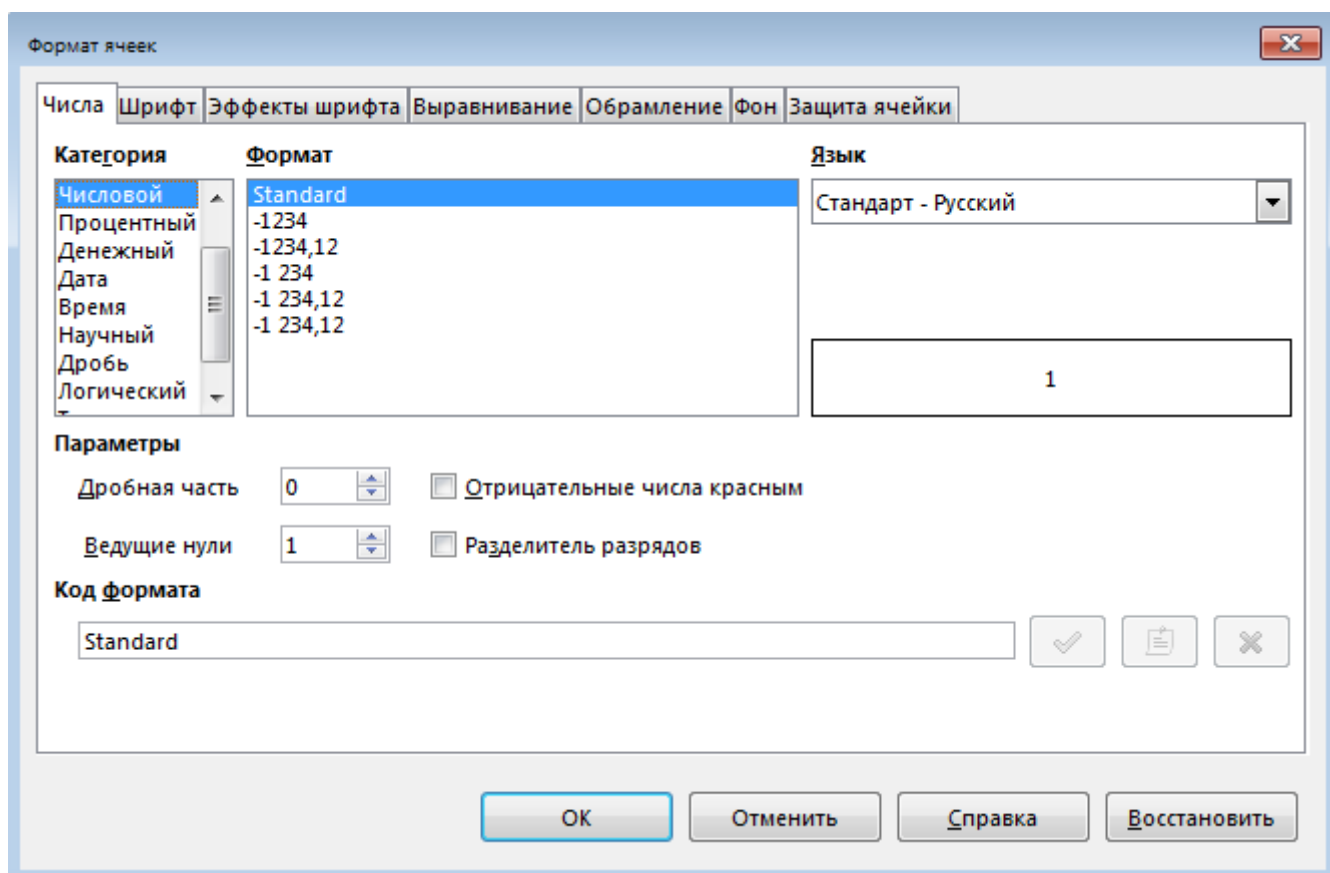 Формат ячеек
Числа Шрифт Эффекты шрифта Выравнивание Обрамление Фон Защита ячейки
Категория Формат Язык
Числовой
Процентный
Денежный
Дата
Время
Научный
Дробь
Логический
Standard
-1234
-1234,12
-1 234
-1 234,12
-1 234,12
Стандарт - Русский
1
Параметры
Дробная часть 0 Отрицательные числа красным
Ведущие нули 1 Разделитель разрядов
Код формата
Standard
OK Отменить Справка Восстановить